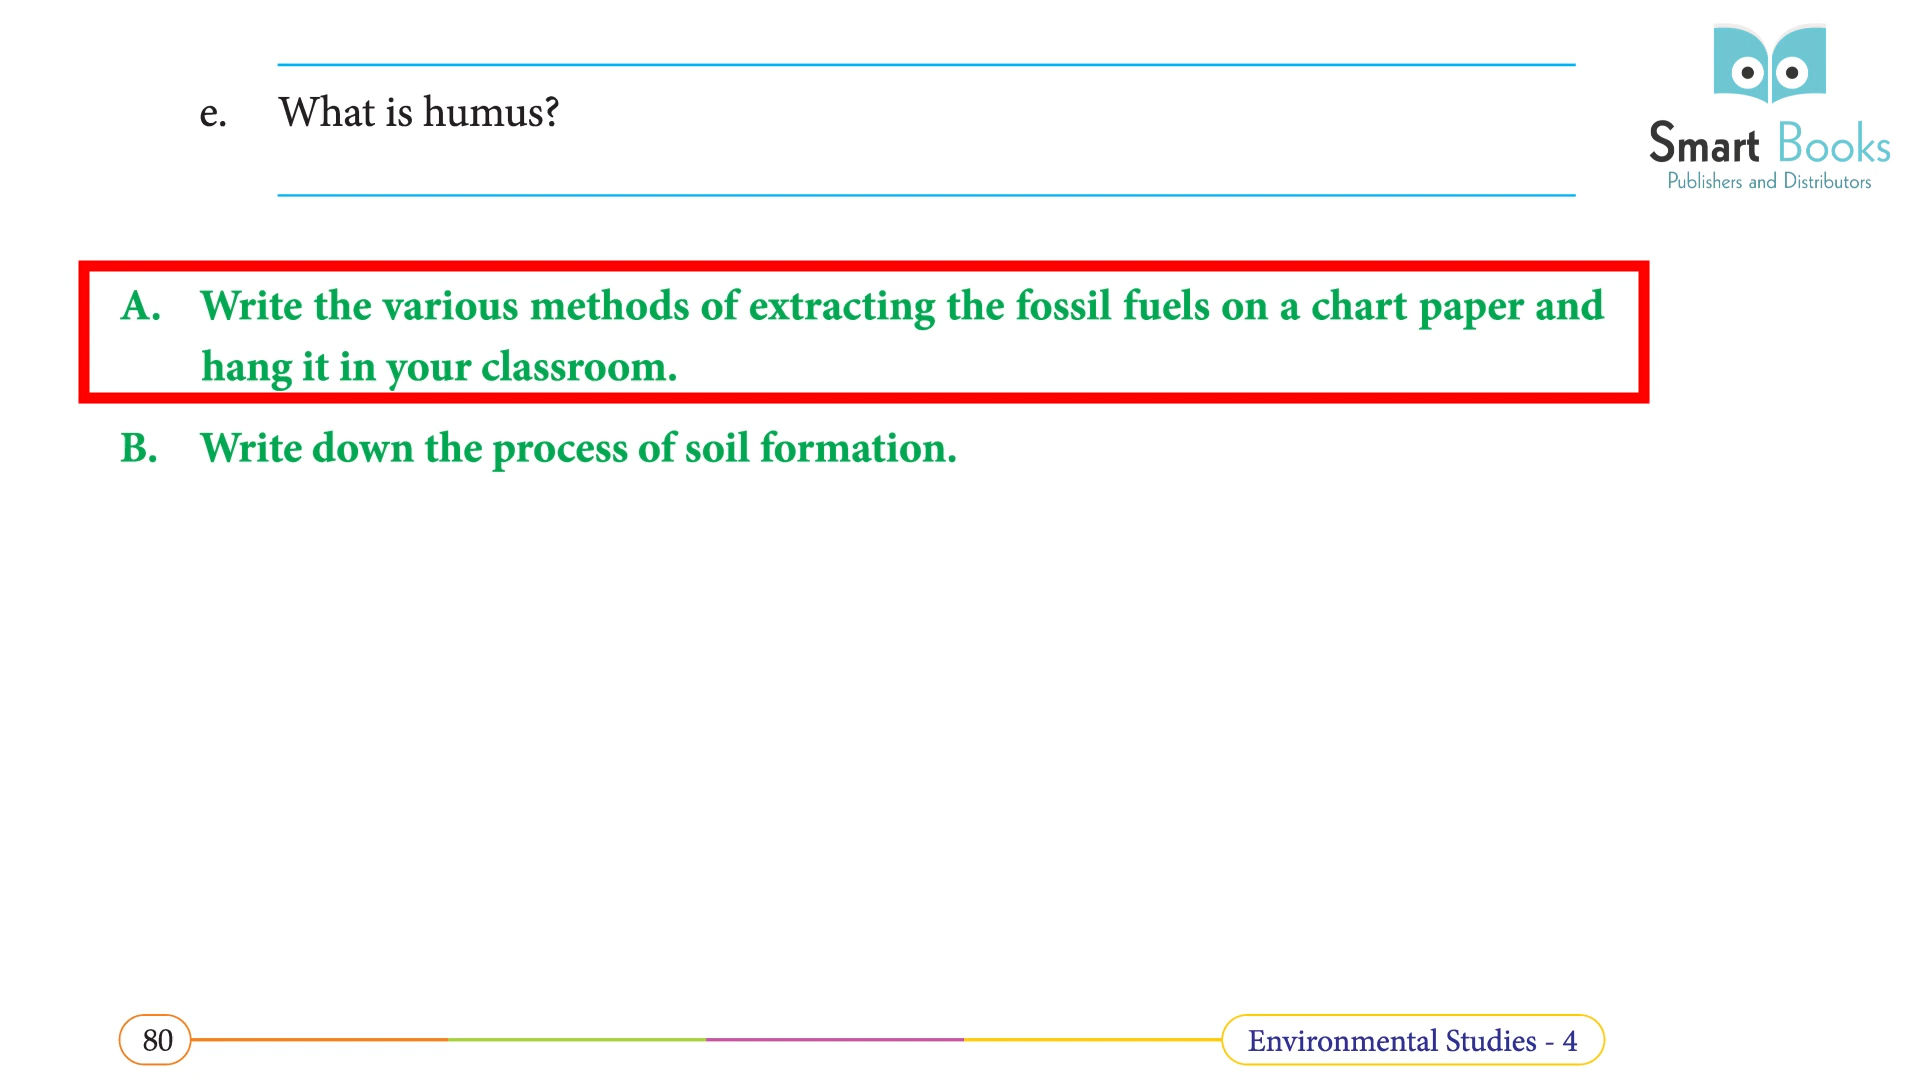 e. What is humus?
Smart Books
Publishers and Distributors
A. Write the various methods of extracting the fossil fuels on a chart paper and
hang it in your classroom.
B. Write down the process of soil formation.
80
Environmental Studies - 4